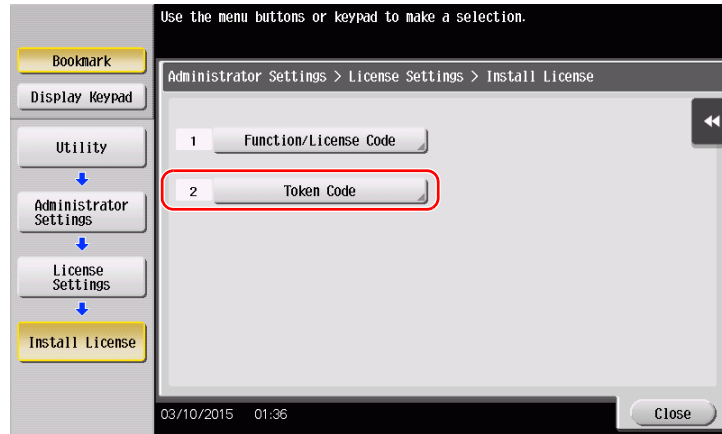 Use the menu buttons or keypad to make a selection.
Bookmark
Display Keypad
Utility
Administrator
Settings
License
Settings
Install License
Administrator Settings > License Settings > Install License
1 Function/License Code
2 Token Code
03/10/2015 01:36
Close